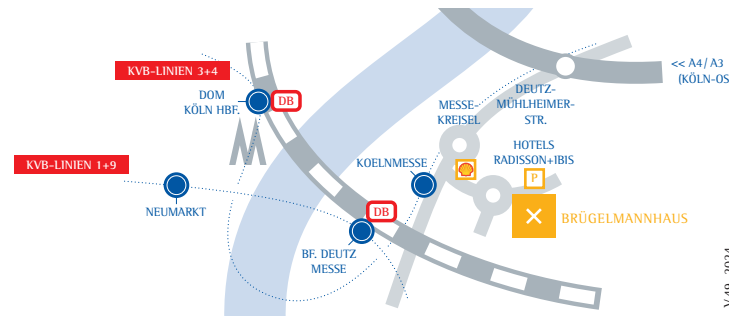 KVB-LINIEN 3+4
<< A4/A3
(KÖLN-OS
DOM
KÖLN HBF.
DB
DEUTZ-
MÜHLHEIMER-
STR.
MESSE-
KREISEL
HOTELS
RADISSON+IBIS
KVB-LINIEN 1+9
KOELNMESSE
P
NEUMARKT
DB
BRÜGELMANNHAUS
BF. DEUTZ
MESSE